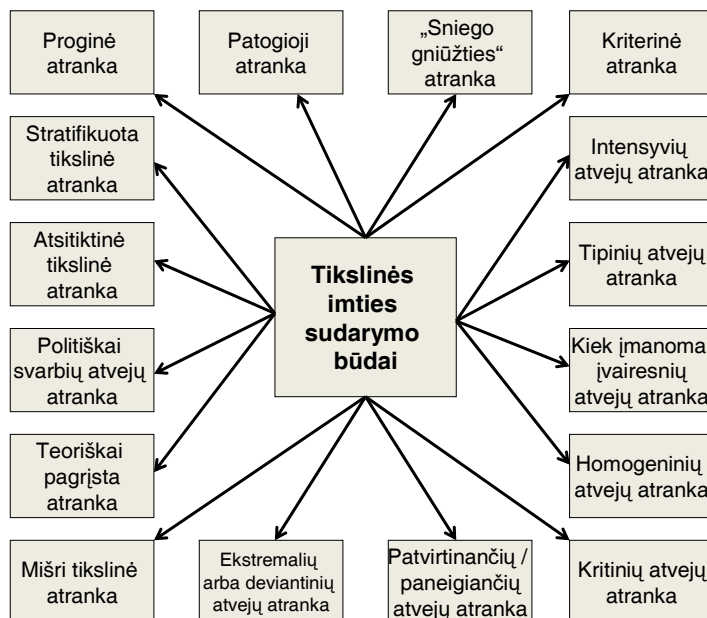 Proginė
atranka
Patogioji
atranka
„Sniego
gniūžties“
atranka
Kriterinė
atranka
Stratifikuota
tikslinė
atranka
Intensyvių
atvejų atranka
Atsitiktinė
tikslinė
atranka
Tikslinės
imties
sudarymo
būdai
Tipinių atvejų
atranka
Politiškai
svarbių atvejų
atranka
Kiek įmanoma
įvairesnių
atvejų atranka
Teoriškai
pagrįsta
atranka
Homogeninių
atvejų atranka
Mišri tikslinė
atranka
Ekstremalių
arba deviantinių
atvejų atranka
Patvirtinančių /
paneigiančių
atvejų atranka
Kritinių atvejų
atranka